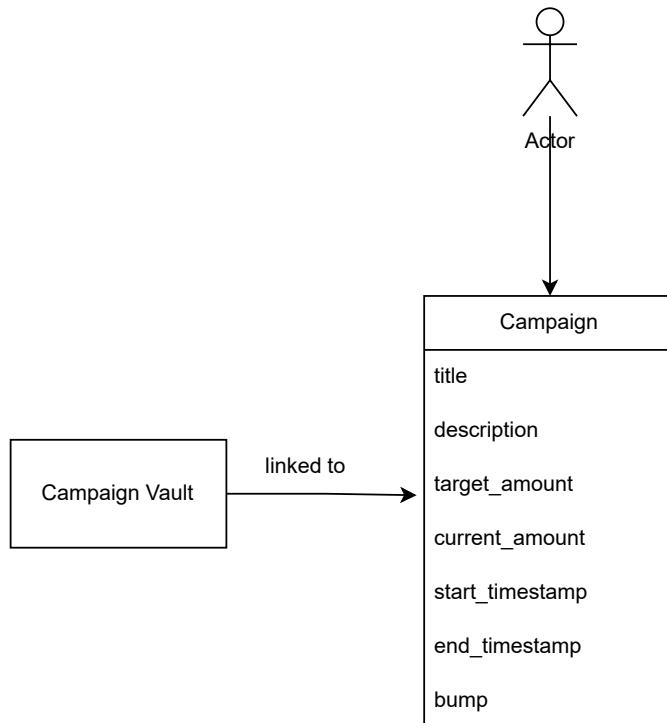 Actor
Campaign
title
description
target_amount
current_amount
start_timestamp
end_timestamp
bump
linked to
Campaign Vault